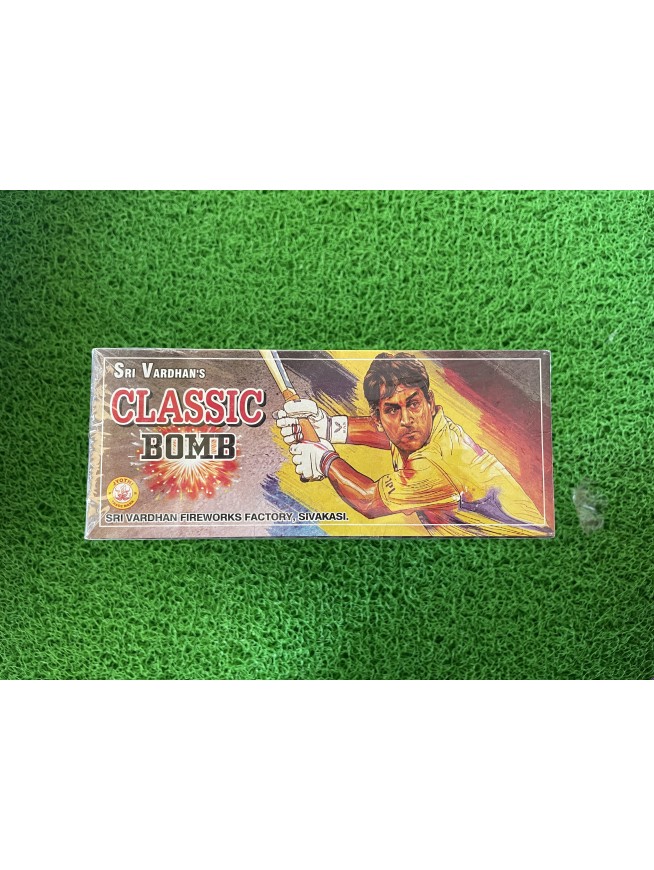 SRI VARDHAN'S
CLASSIC
BOMB
SRI VARDHAN FIREWORKS FACTORY, SIVAKASI.